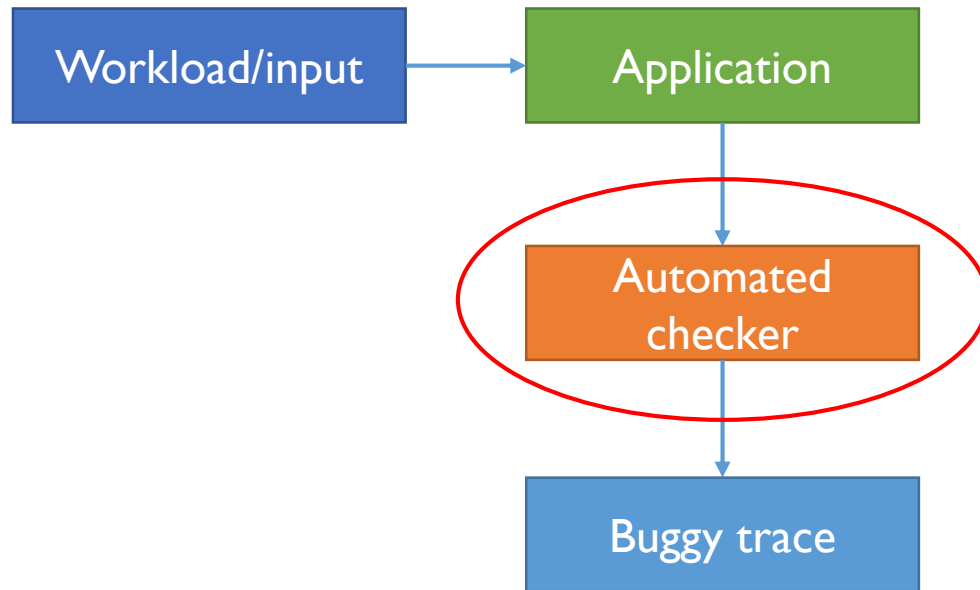 Workload/input
Application
Automated
checker
Buggy trace